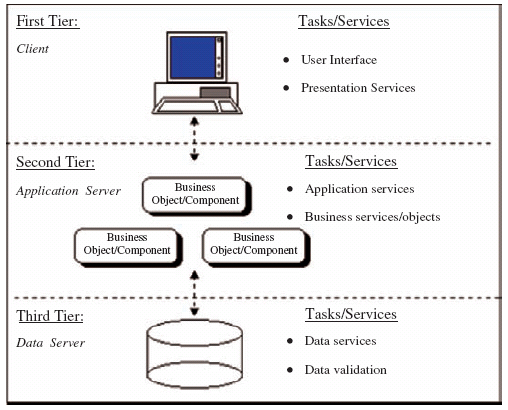 First Tier:
Tasks/Services
Client
• User Interface
• Presentation Services
Second Tier:
Tasks/Services
Application Server
Business
Object/Component
• Application services
• Business services/objects
Business
Object/Component
Business
Object/Component
Third Tier:
Tasks/Services
Data Server
• Data services
• Data validation